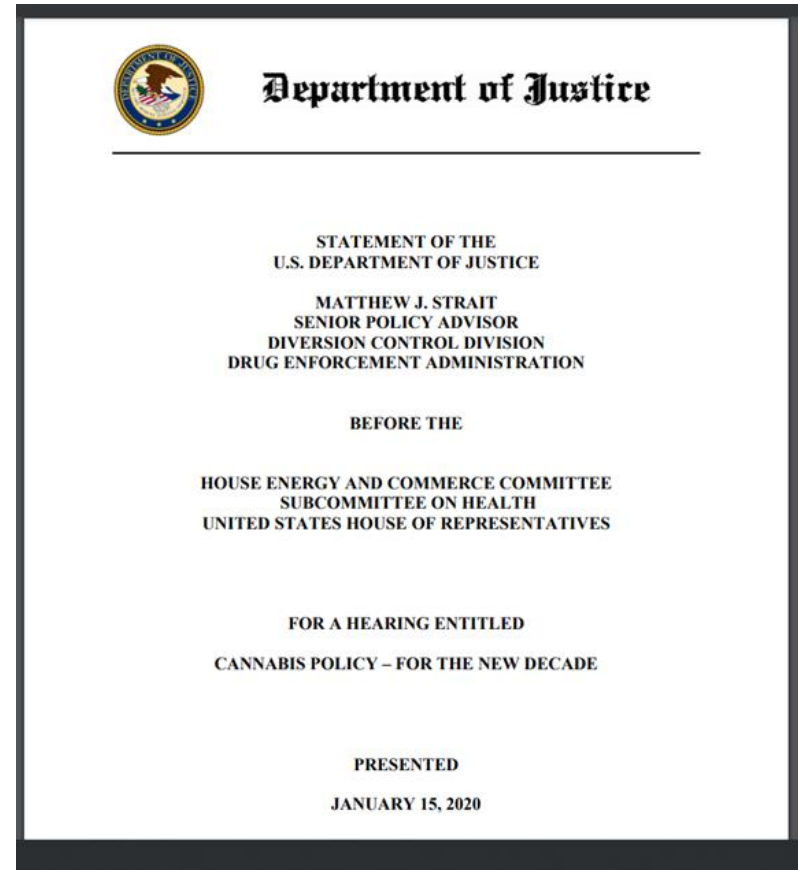 Department of Justice
STATEMENT OF THE
U.S. DEPARTMENT OF JUSTICE
MATTHEW J. STRAIT
SENIOR POLICY ADVISOR
DIVERSION CONTROL DIVISION
DRUG ENFORCEMENT ADMINISTRATION
BEFORE THE
HOUSE ENERGY AND COMMERCE COMMITTEE
SUBCOMMITTEE ON HEALTH
UNITED STATES HOUSE OF REPRESENTATIVES
FOR A HEARING ENTITLED
CANNABIS POLICY – FOR THE NEW DECADE
PRESENTED
JANUARY 15, 2020